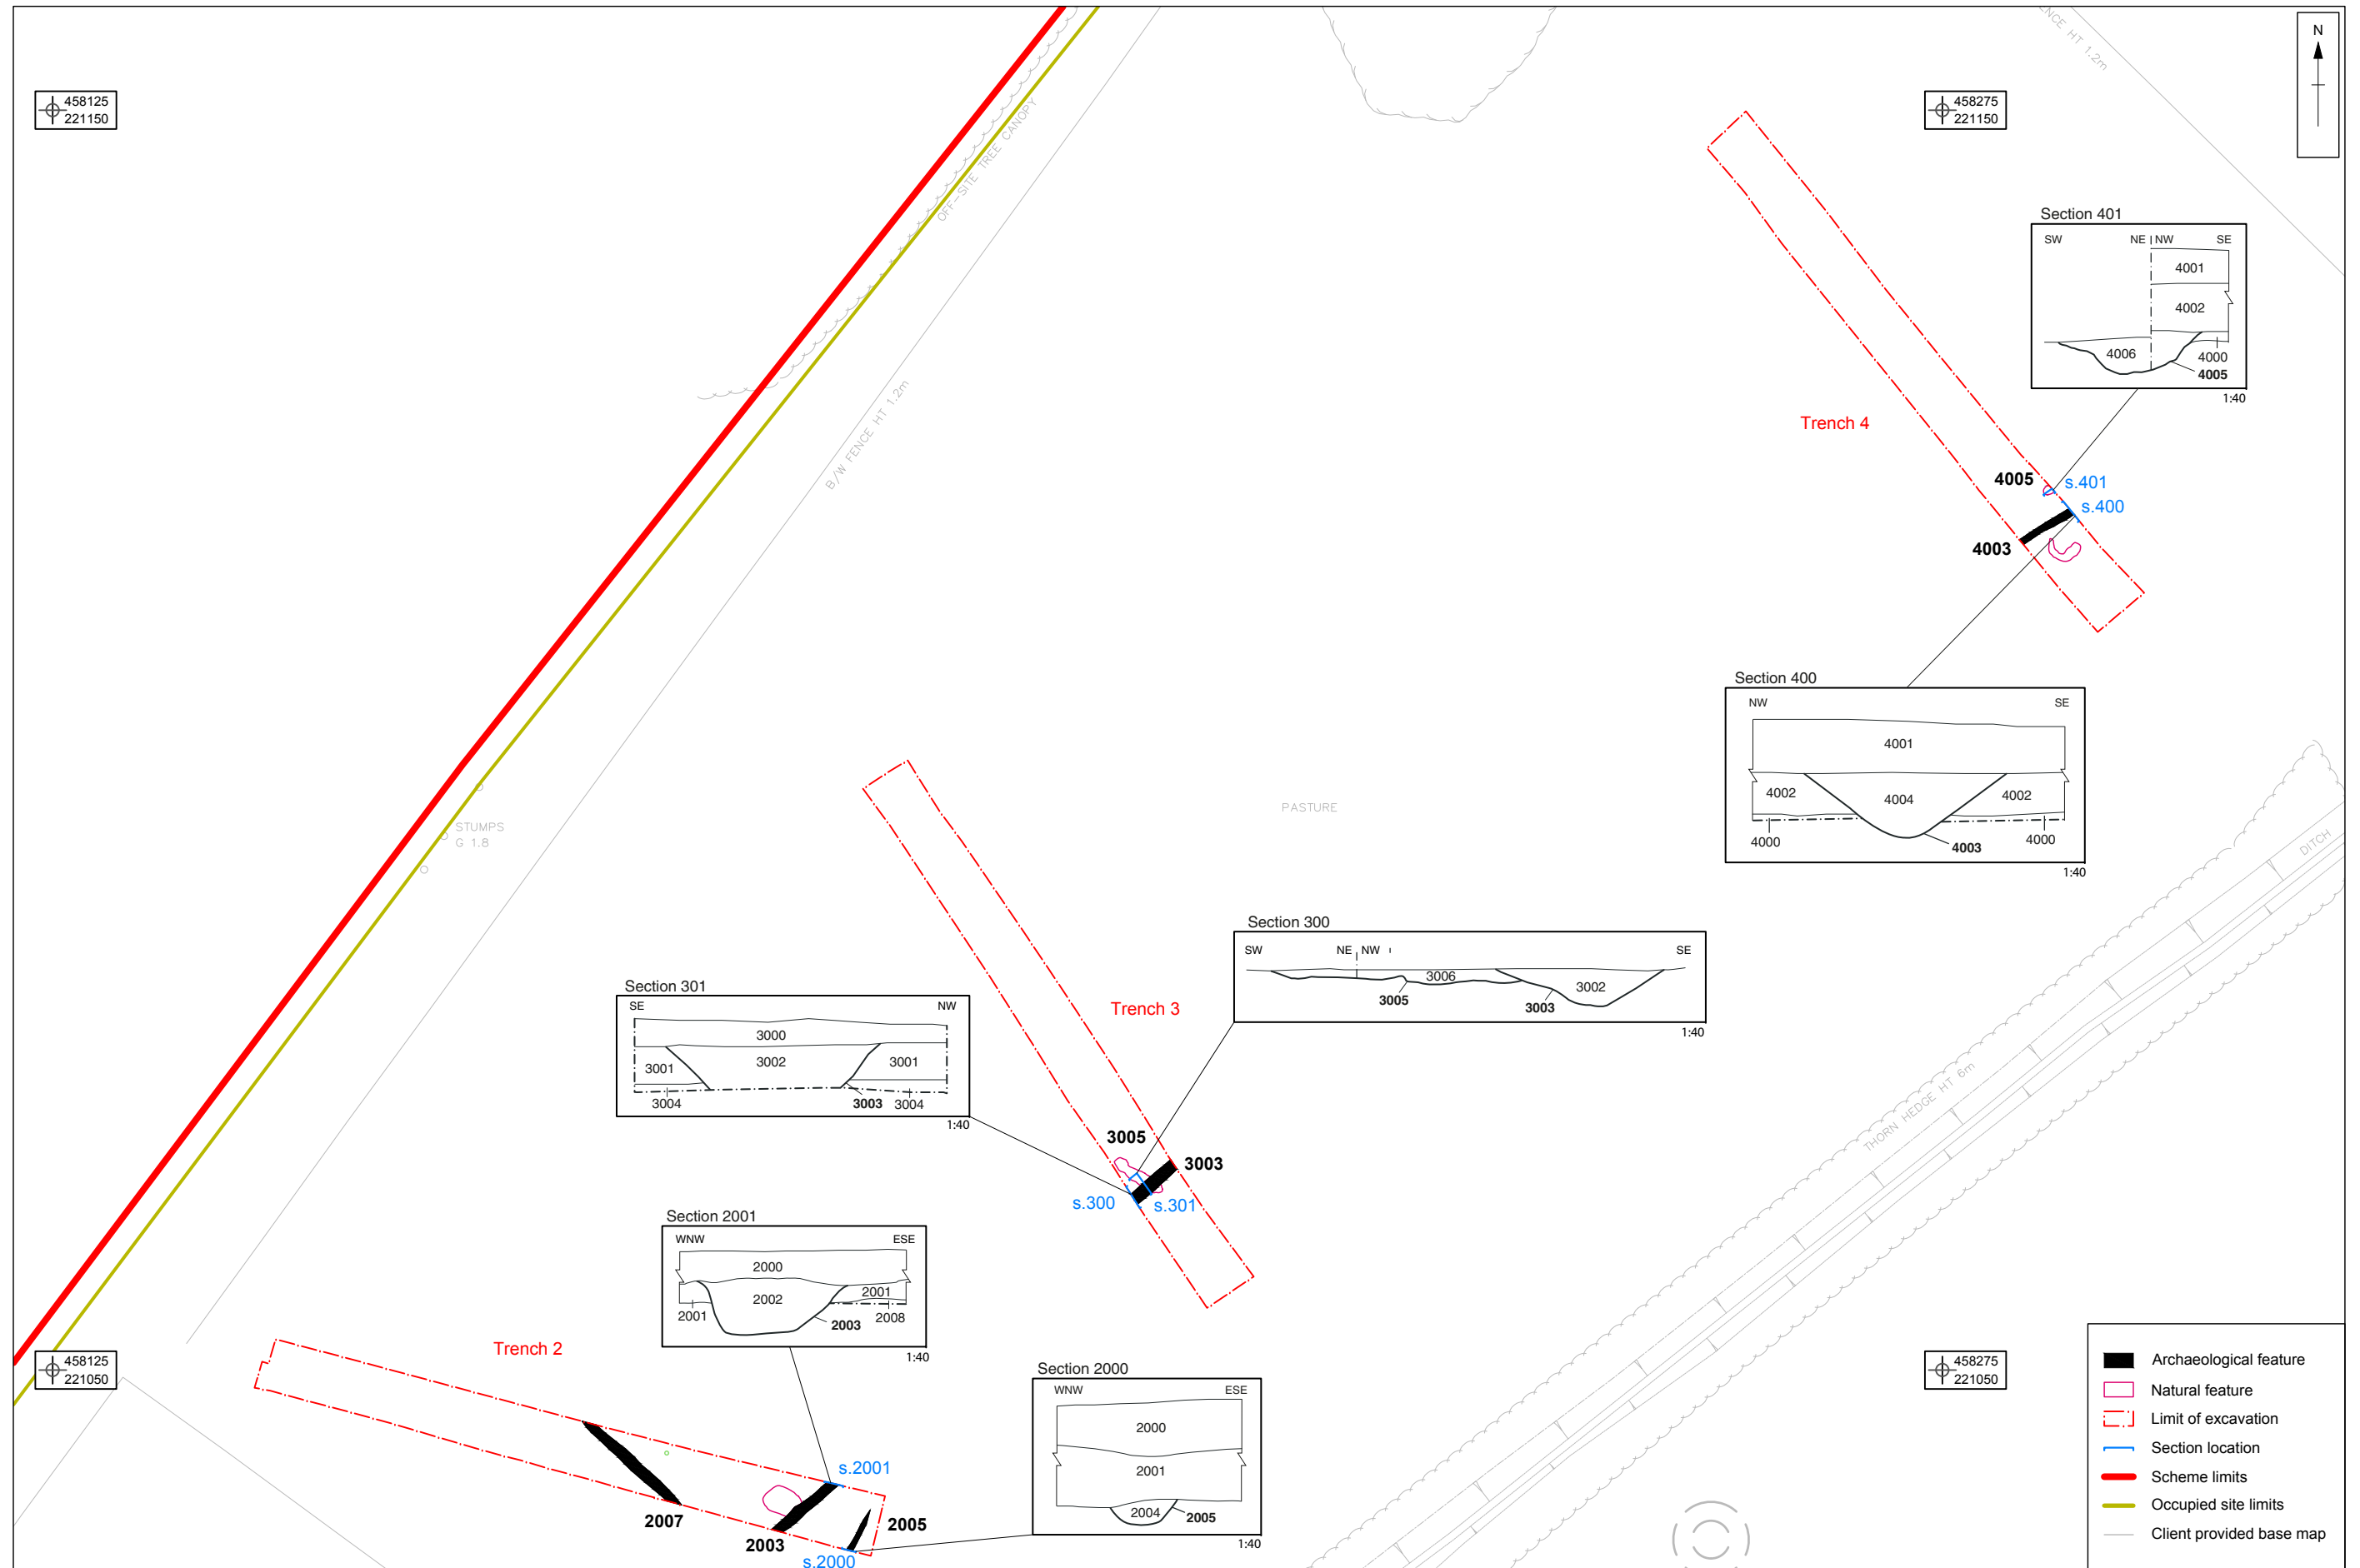 ENCE HT 1.2m
N
458125
221150
458275
221150
OFF-SITE TREE CANOPY
Section 401
SW NE NW SE
4001
4002
4006
4000
4005
1:40
B/W FENCE HT 1.2m
Trench 4
4005
s.401
s.400
4003
Section 400
NW SE
4001
4002
4004
4002
4000
4003
4000
1:40
PASTURE
STUMPS
G 1.8
DITCH
Section 300
SW NE NW SE
3006
3002
3005
3003
1:40
Section 301
SE NW
3000
3001
3002
3001
3004
3003
3004
1:40
Trench 3
THORN HEDGE HT 6m
3005
3003
s.300
s.301
Section 2001
WNW ESE
2000
2002
2001
2001
2003
2008
1:40
Trench 2
458125
221050
Section 2000
WNW ESE
2000
2001
2004
2005
1:40
458275
221050
s.2001
2007
2003
2005
s.2000
Archaeological feature
Natural feature
Limit of excavation
Section location
Scheme limits
Occupied site limits
Client provided base map